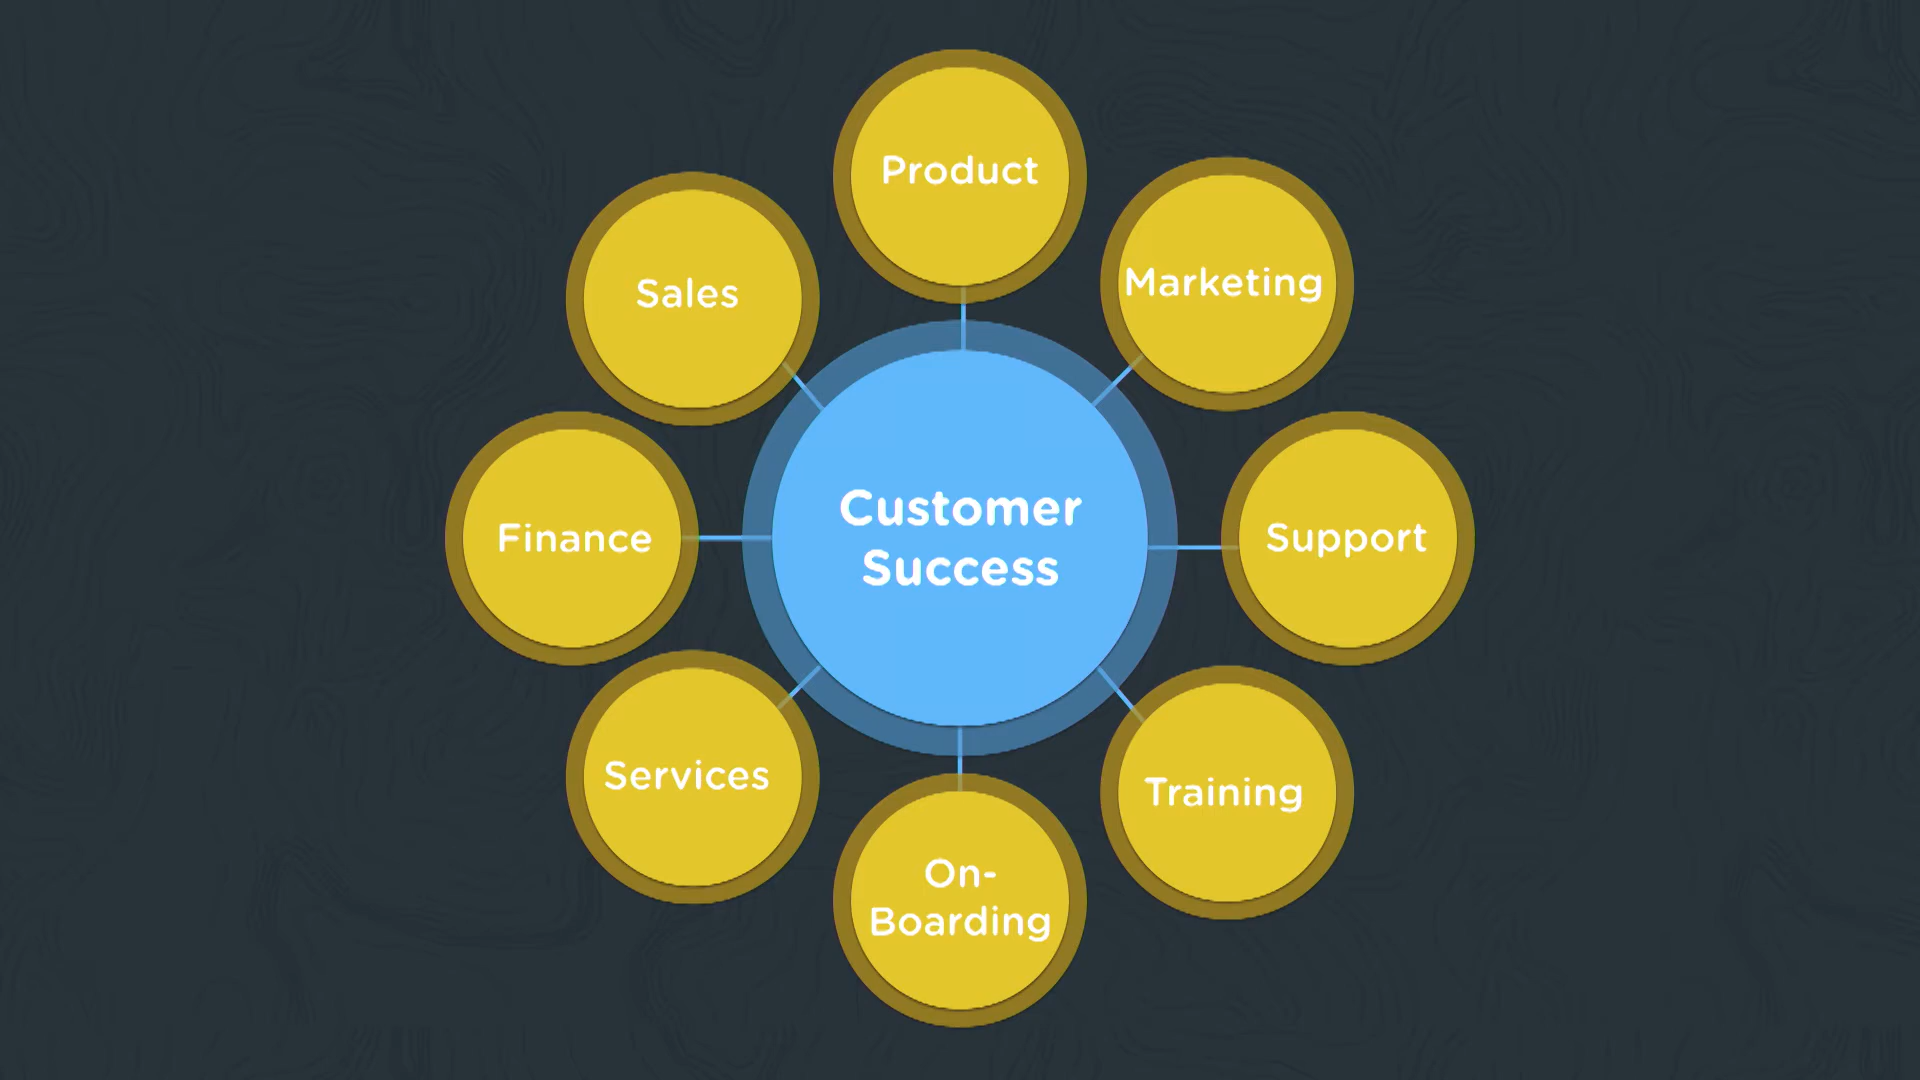 Product
Marketing
Sales
Customer
Success
Finance
Support
Services
Training
On-
Boarding